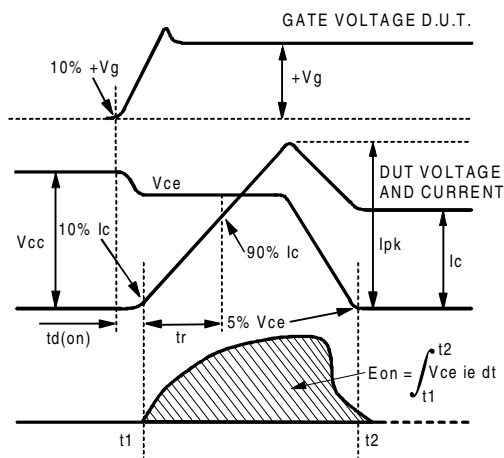 GATE VOLTAGE D.U.T.
10% +Vg
+Vg
Vce
DUT VOLTAGE
AND CURRENT
Vcc
10% Ic
90% Ic
Ipk
Ic
td(on)
tr
5% Vce
Eon = ∫ Vce ie dt
t2
t1
t1
t2